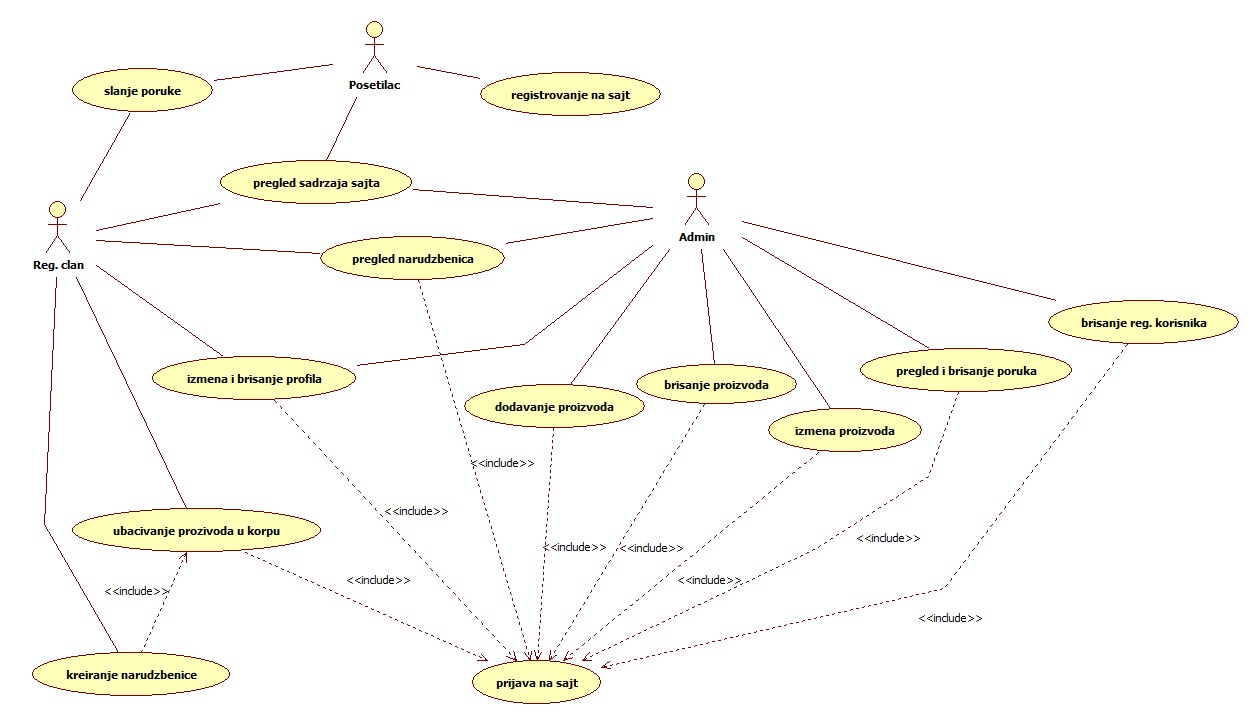 Posetilac
slanje poruke
registrovanje na sajt
pregled sadrzaja sajta
Admin
Reg. clan
pregled narudzbenica
brisanje reg. korisnika
izmena i brisanje profila
brisanje proizvoda
pregled i brisanje poruka
dodavanje proizvoda
izmena proizvoda
<<include>>
<<include>>
ubacivanje prozivoda u korpu
<<include>>
<<include>>
<<include>>
<<include>>
<<include>>
<<include>>
<<include>>
kreiranje narudzbenice
prijava na sajt